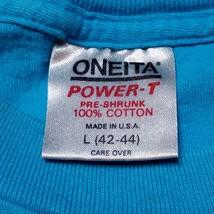 ONEITA®
POWER-T
PRE-SHRUNK
100% COTTON
MADE IN U.S.A.
L (42-44)
CARE OVER